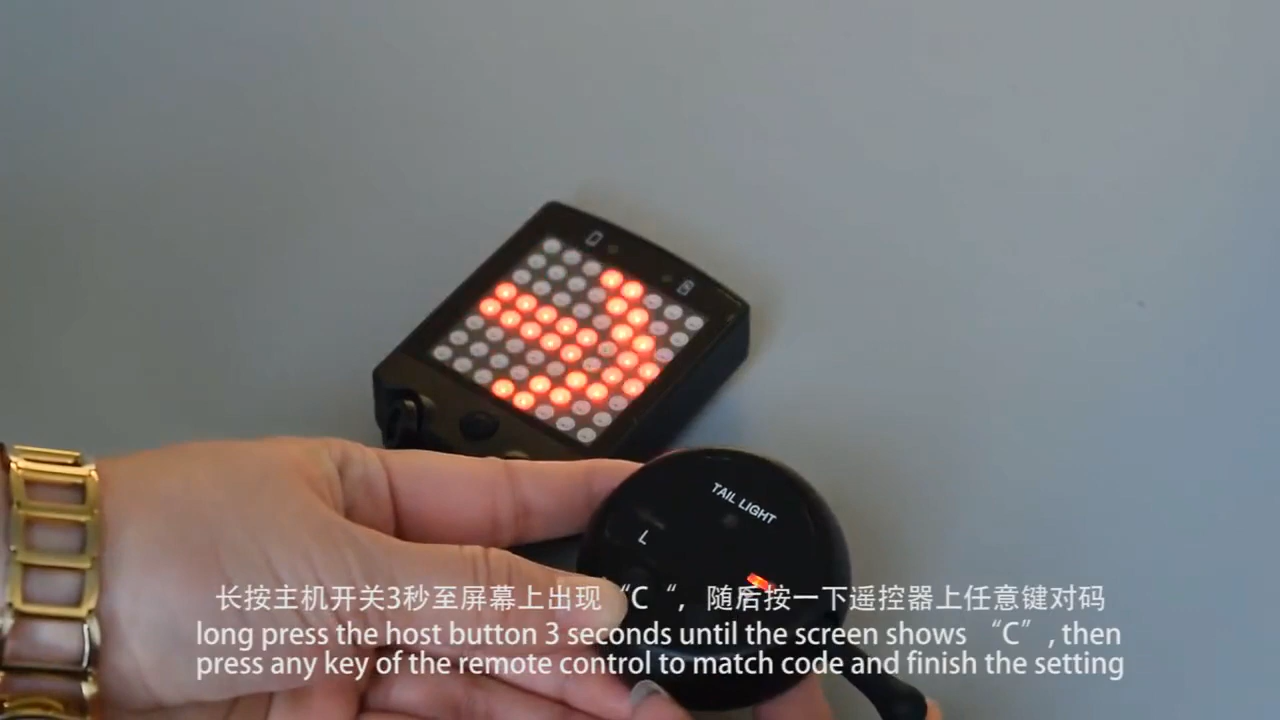 TAIL LIGHT
L
长按主机开关3秒至屏幕上出现“C“，随后按一下遥控器上任意键对码
long press the host button 3 seconds until the screen shows “C”, then
press any key of the remote control to match code and finish the setting